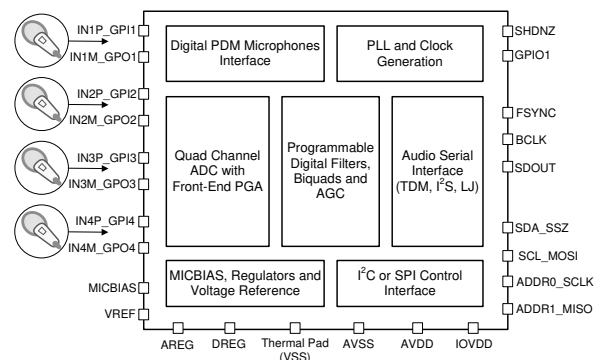 IN1P_GPI1
IN1M_GPO1
IN2P_GPI2
IN2M_GPO2
IN3P_GPI3
IN3M_GPO3
IN4P_GPI4
IN4M_GPO4
MICBIAS
VREF
Digital PDM Microphones
Interface
PLL and Clock
Generation
Quad Channel
ADC with
Front-End PGA
Programmable
Digital Filters,
Biquads and
AGC
Audio Serial
Interface
(TDM, I²S, LJ)
MICBIAS, Regulators and
Voltage Reference
I²C or SPI Control
Interface
SHDNZ
GPIO1
FSYNC
BCLK
SDOUT
SDA_SSZ
SCL_MOSI
ADDR0_SCLK
ADDR1_MISO
AREG
DREG
Thermal Pad
(VSS)
AVSS
AVDD
IOVDD